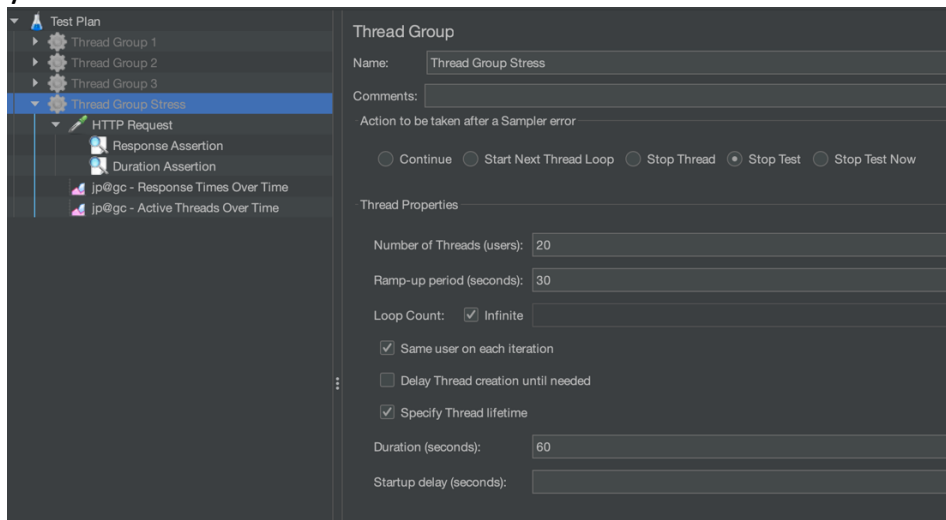 Test Plan
Thread Group 1
Thread Group 2
Thread Group 3
Thread Group Stress
HTTP Request
Response Assertion
Duration Assertion
jp@gc - Response Times Over Time
jp@gc - Active Threads Over Time
Thread Group
Name: Thread Group Stress
Comments:
Action to be taken after a Sampler error
Continue Start Next Thread Loop Stop Thread Stop Test Stop Test Now
Thread Properties
Number of Threads (users): 20
Ramp-up period (seconds): 30
Loop Count: Infinite
Same user on each iteration
Delay Thread creation until needed
Specify Thread lifetime
Duration (seconds): 60
Startup delay (seconds):